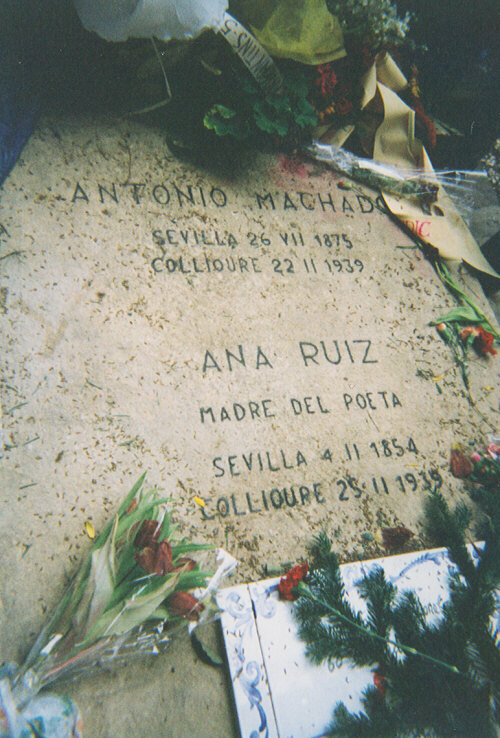 ANTONIO MACHADO
SEVILLA 26 VII 1875
COLLIOURE 22 II 1939
ANA RUIZ
MADRE DEL POETA
SEVILLA 4 II 1854
COLLIOURE 25 II 1939